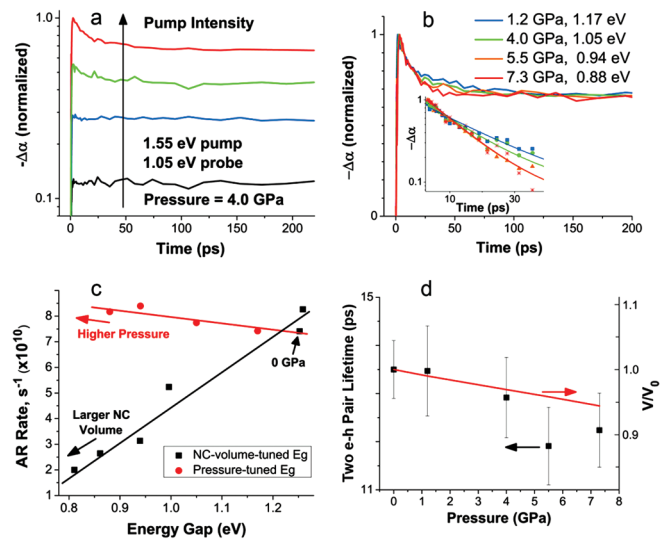 a
Pump Intensity
1.55 eV pump
1.05 eV probe
Pressure = 4.0 GPa
-Δα (normalized)
1.0
0.1
0 50 100 150 200
Time (ps)
b
1.2 GPa, 1.17 eV
4.0 GPa, 1.05 eV
5.5 GPa, 0.94 eV
7.3 GPa, 0.88 eV
−Δα (normalized)
1
0
1
0.1
-Δα
10 20 30
Time (ps)
0 50 100 150 200
Time (ps)
c
AR Rate, s-1 (x1010)
9
8
7
6
5
4
3
2
1
Higher Pressure
0 GPa
Larger NC
Volume
NC-volume-tuned Eg
Pressure-tuned Eg
0.8 0.9 1.0 1.1 1.2
Energy Gap (eV)
d
Two e-h Pair Lifetime (ps)
15
11
1.1
1.0
0.9
0.8
V/V0
0 1 2 3 4 5 6 7 8
Pressure (GPa)